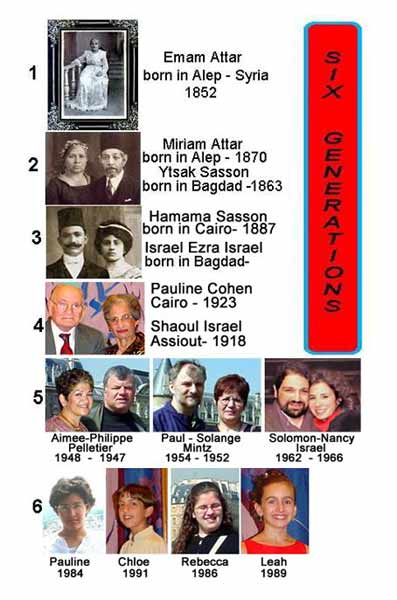 SIX GENERATIONS
1
Emam Attar
born in Alep - Syria
1852
2
Miriam Attar
born in Alep - 1870
Ytsak Sasson
born in Bagdad -1863
3
Hamama Sasson
born in Cairo- 1887
Israel Ezra Israel
born in Bagdad-
4
Pauline Cohen
Cairo - 1923
Shaoul Israel
Assiout- 1918
5
Aimee-Philippe
Pelletier
1948 - 1947
Paul - Solange
Mintz
1954 - 1952
Solomon-Nancy
Israel
1962 - 1966
6
Pauline
1984
Chloe
1991
Rebecca
1986
Leah
1989